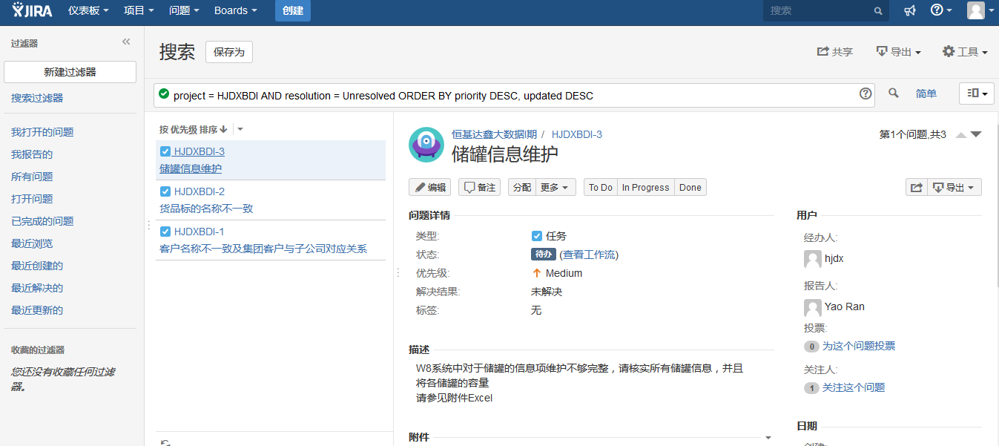 JIRA 仪表板 项目 问题 Boards 创建 搜索
过滤器
新建过滤器
搜索过滤器
我打开的问题
我报告的
所有问题
打开问题
已完成的问题
最近浏览
最近创建的
最近解决的
最近更新的
收藏的过滤器
您还没有收藏任何过滤
器。
搜索 保存为 共享 导出 工具
project = HJDXBDI AND resolution = Unresolved ORDER BY priority DESC, updated DESC 简单
按 优先级 排序
HJDXBDI-3
储罐信息维护
HJDXBDI-2
货品标的名称不一致
HJDXBDI-1
客户名称不一致及集团客户与子公司对应关系
恒基达鑫大数据I期 / HJDXBDI-3 第1个问题,共3
储罐信息维护
编辑 备注 分配 更多 To Do In Progress Done 导出
问题详情
类型: 任务
状态: 待办 (查看工作流)
优先级: Medium
解决结果: 未解决
标签: 无
描述
W8系统中对于储罐的信息项维护不够完整，请核实所有储罐信息，并且
将各储罐的容量
请参见附件Excel
附件
用户
经办人:
hjdx
报告人:
Yao Ran
投票:
0 为这个问题投票
关注人:
1 关注这个问题
日期
创建: